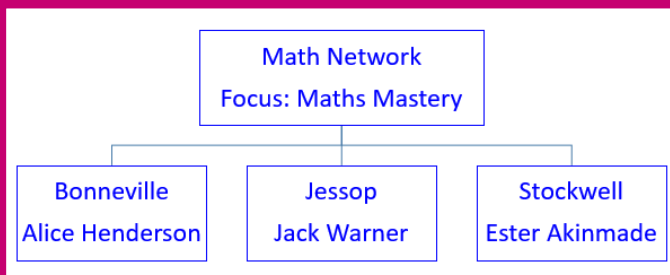 Math Network
Focus: Maths Mastery
Bonneville
Alice Henderson
Jessop
Jack Warner
Stockwell
Ester Akinmade